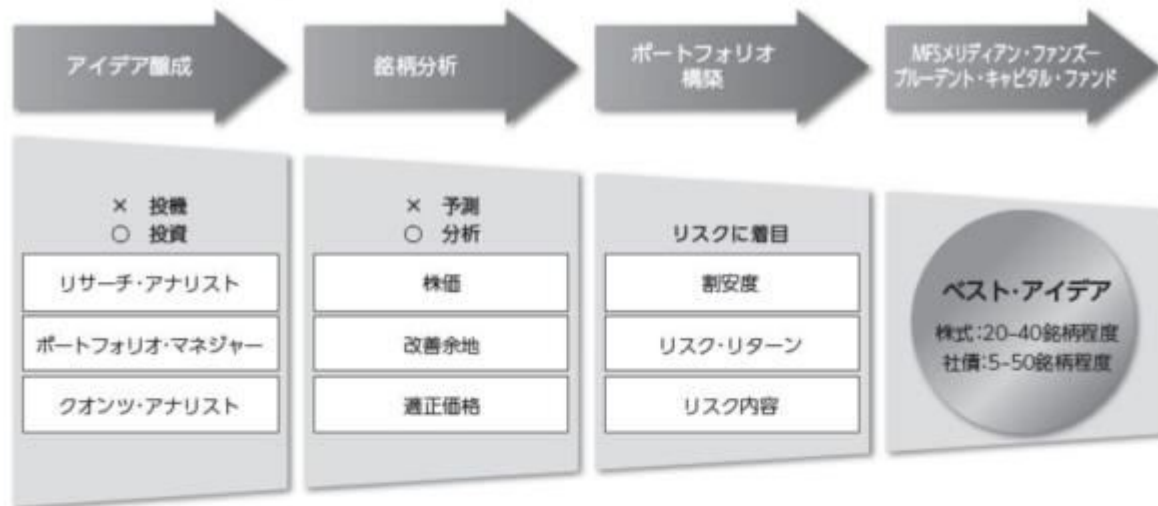 アイデア醸成
銘柄分析
ポートフォリオ
構築
MFSメリディアン・ファンズー
プルーデント・キャピタル・ファンド
× 投機
○ 投資
リサーチ・アナリスト
ポートフォリオ・マネジャー
クオンツ・アナリスト
× 予測
○ 分析
株価
改善余地
適正価格
リスクに着目
割安度
リスク・リターン
リスク内容
ベスト・アイデア
株式:20-40銘柄程度
社債:5-50銘柄程度